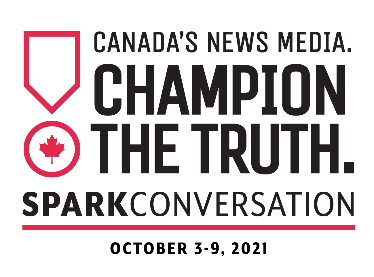 CANADA'S NEWS MEDIA.
CHAMPION
THE TRUTH.
SPARKCONVERSATION
OCTOBER 3-9, 2021